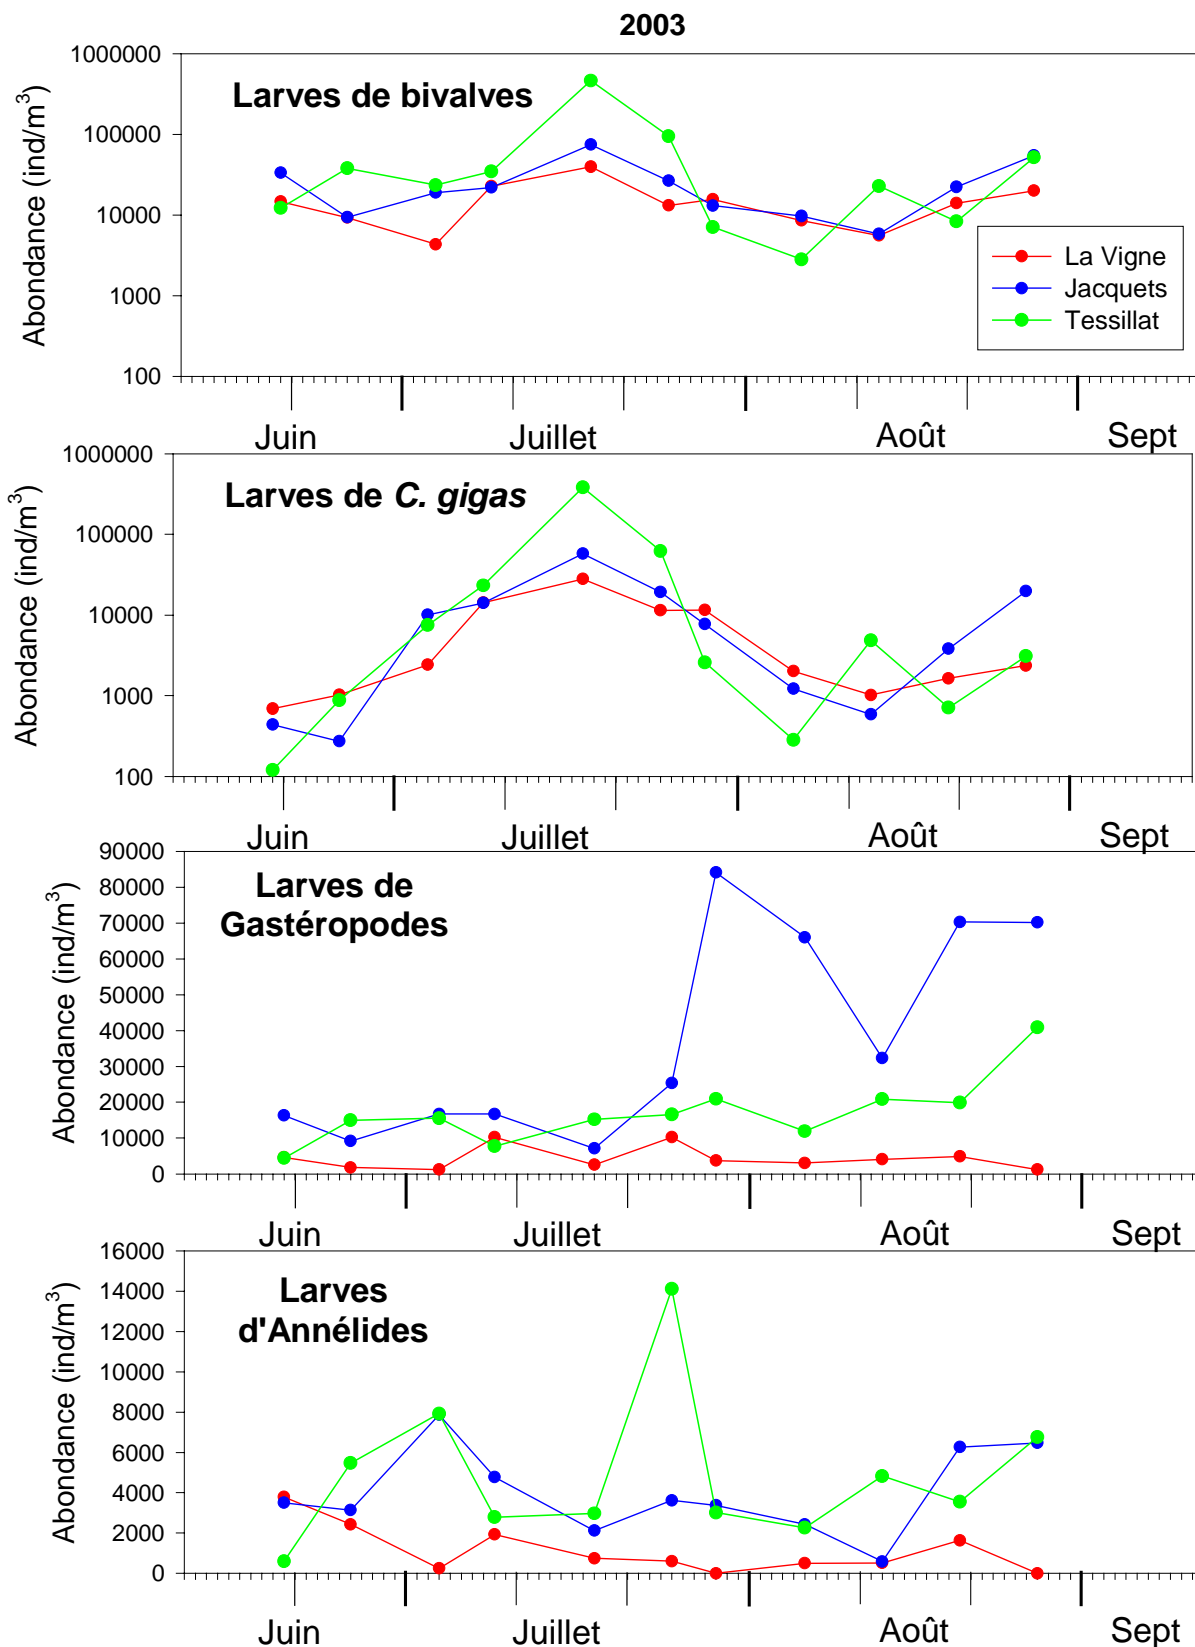 2003
Larves de bivalves
Abondance (ind/m³)
1000000
100000
10000
1000
100
La Vigne
Jacquets
Tessillat
Juin Juillet Août Sept
Larves de C. gigas
Abondance (ind/m³)
1000000
100000
10000
1000
100
Juin Juillet Août Sept
Larves de
Gastéropodes
Abondance (ind/m³)
90000
80000
70000
60000
50000
40000
30000
20000
10000
0
Juin Juillet Août Sept
Larves
d'Annélides
Abondance (ind/m³)
16000
14000
12000
10000
8000
6000
4000
2000
0
Juin Juillet Août Sept